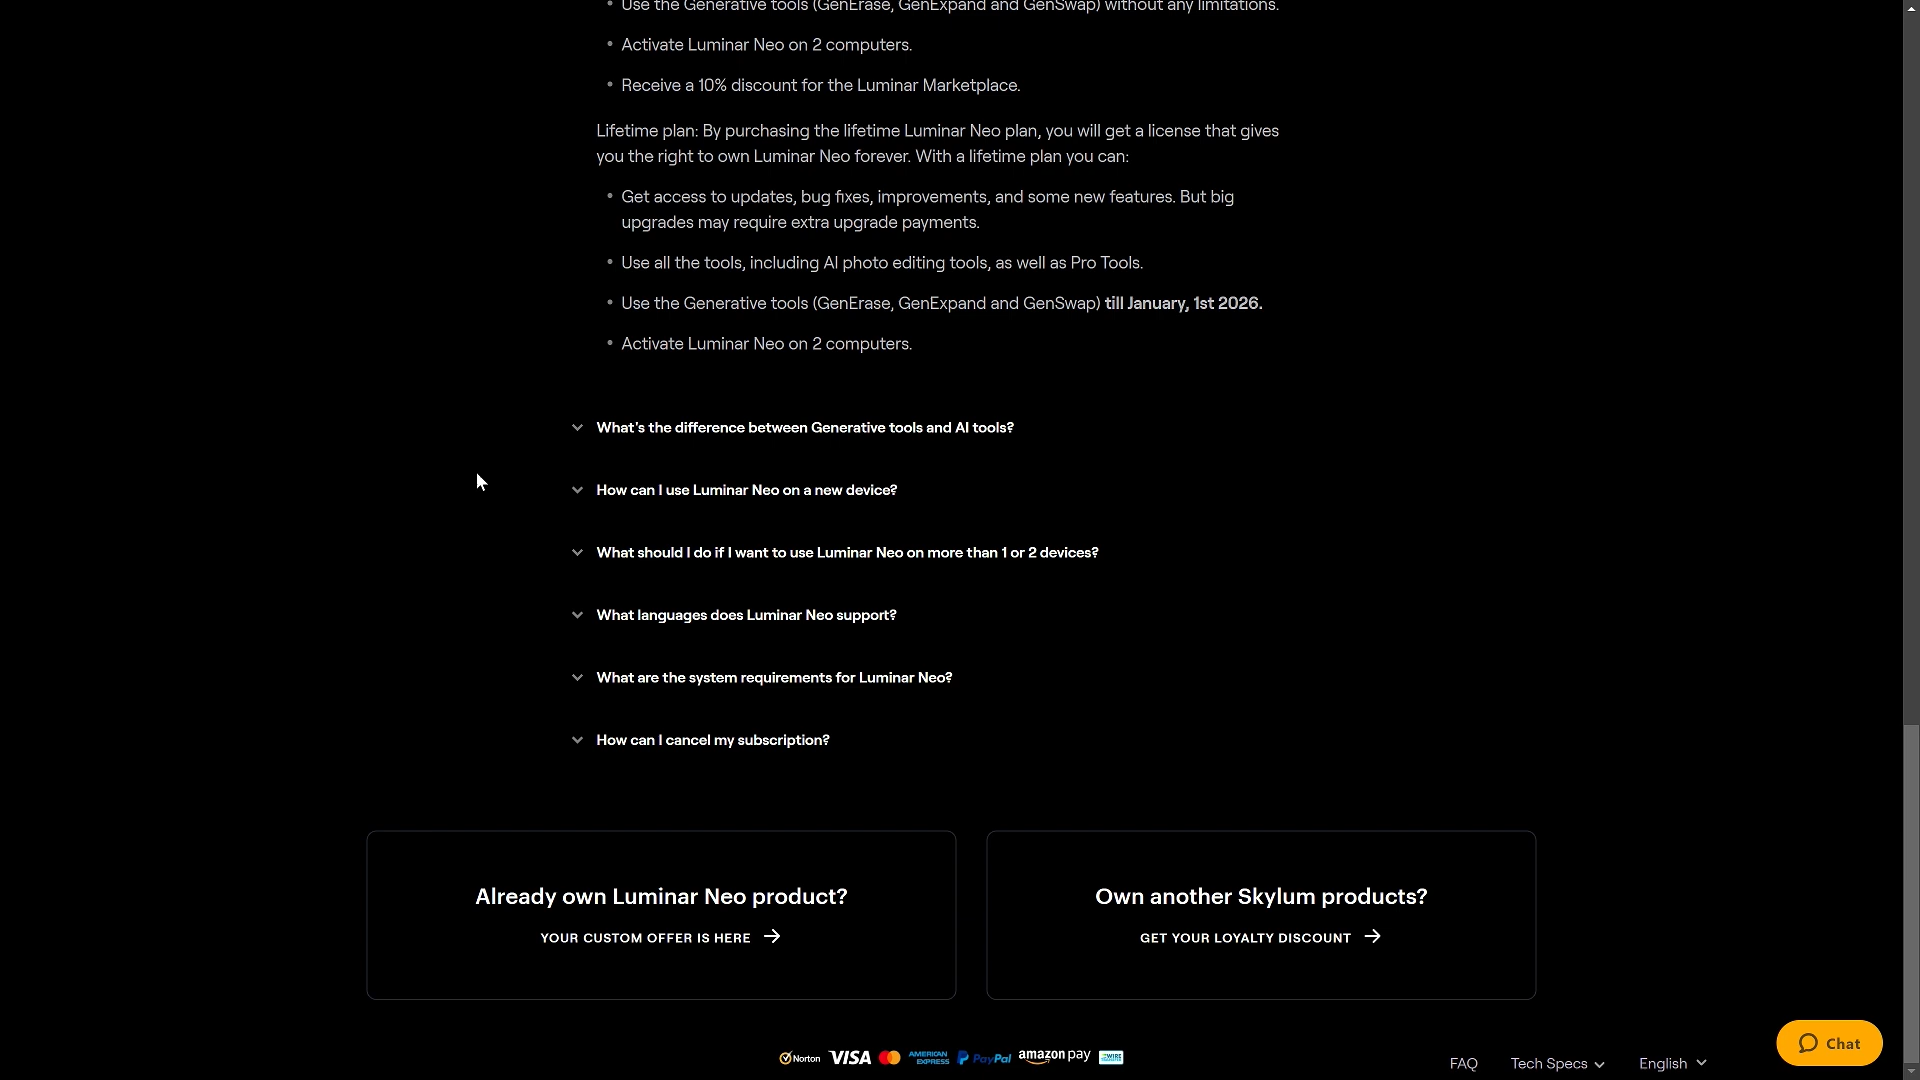 • Use the Generative tools (GenErase, GenExpand and GenSwap) without any limitations.
• Activate Luminar Neo on 2 computers.
• Receive a 10% discount for the Luminar Marketplace.
Lifetime plan: By purchasing the lifetime Luminar Neo plan, you will get a license that gives
you the right to own Luminar Neo forever. With a lifetime plan you can:
• Get access to updates, bug fixes, improvements, and some new features. But big
upgrades may require extra upgrade payments.
• Use all the tools, including AI photo editing tools, as well as Pro Tools.
• Use the Generative tools (GenErase, GenExpand and GenSwap) till January, 1st 2026.
• Activate Luminar Neo on 2 computers.
What's the difference between Generative tools and AI tools?
How can I use Luminar Neo on a new device?
What should I do if I want to use Luminar Neo on more than 1 or 2 devices?
What languages does Luminar Neo support?
What are the system requirements for Luminar Neo?
How can I cancel my subscription?
Already own Luminar Neo product?
YOUR CUSTOM OFFER IS HERE →
Own another Skylum products?
GET YOUR LOYALTY DISCOUNT →
Norton VISA AMERICAN EXPRESS PayPal amazon pay WIRE
FAQ Tech Specs English
Chat